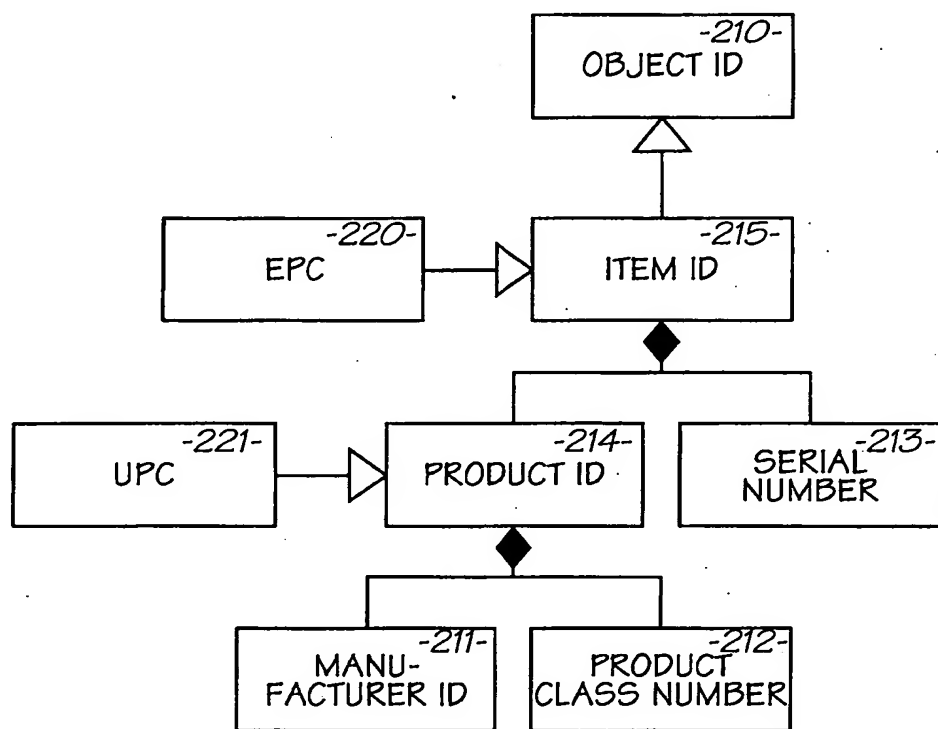 -210-
OBJECT ID
-220-
EPC
-215-
ITEM ID
-221-
UPC
-214-
PRODUCT ID
-213-
SERIAL
NUMBER
-211-
MANU-
FACTURER ID
-212-
PRODUCT
CLASS NUMBER